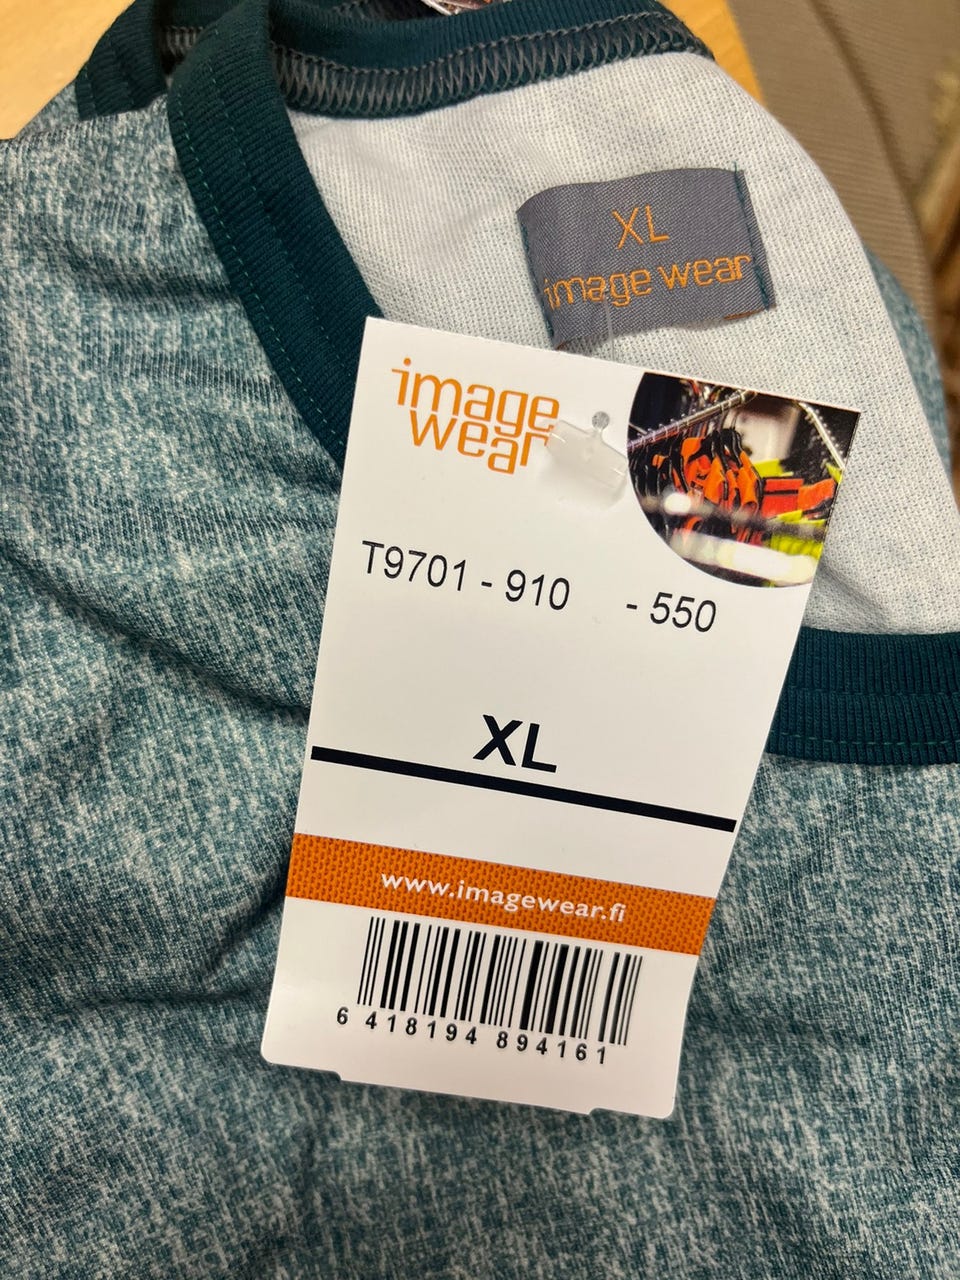 XL
image wear
image
wear
T9701 - 910 - 550
XL
www.imagewear.fi
6 418194 894161